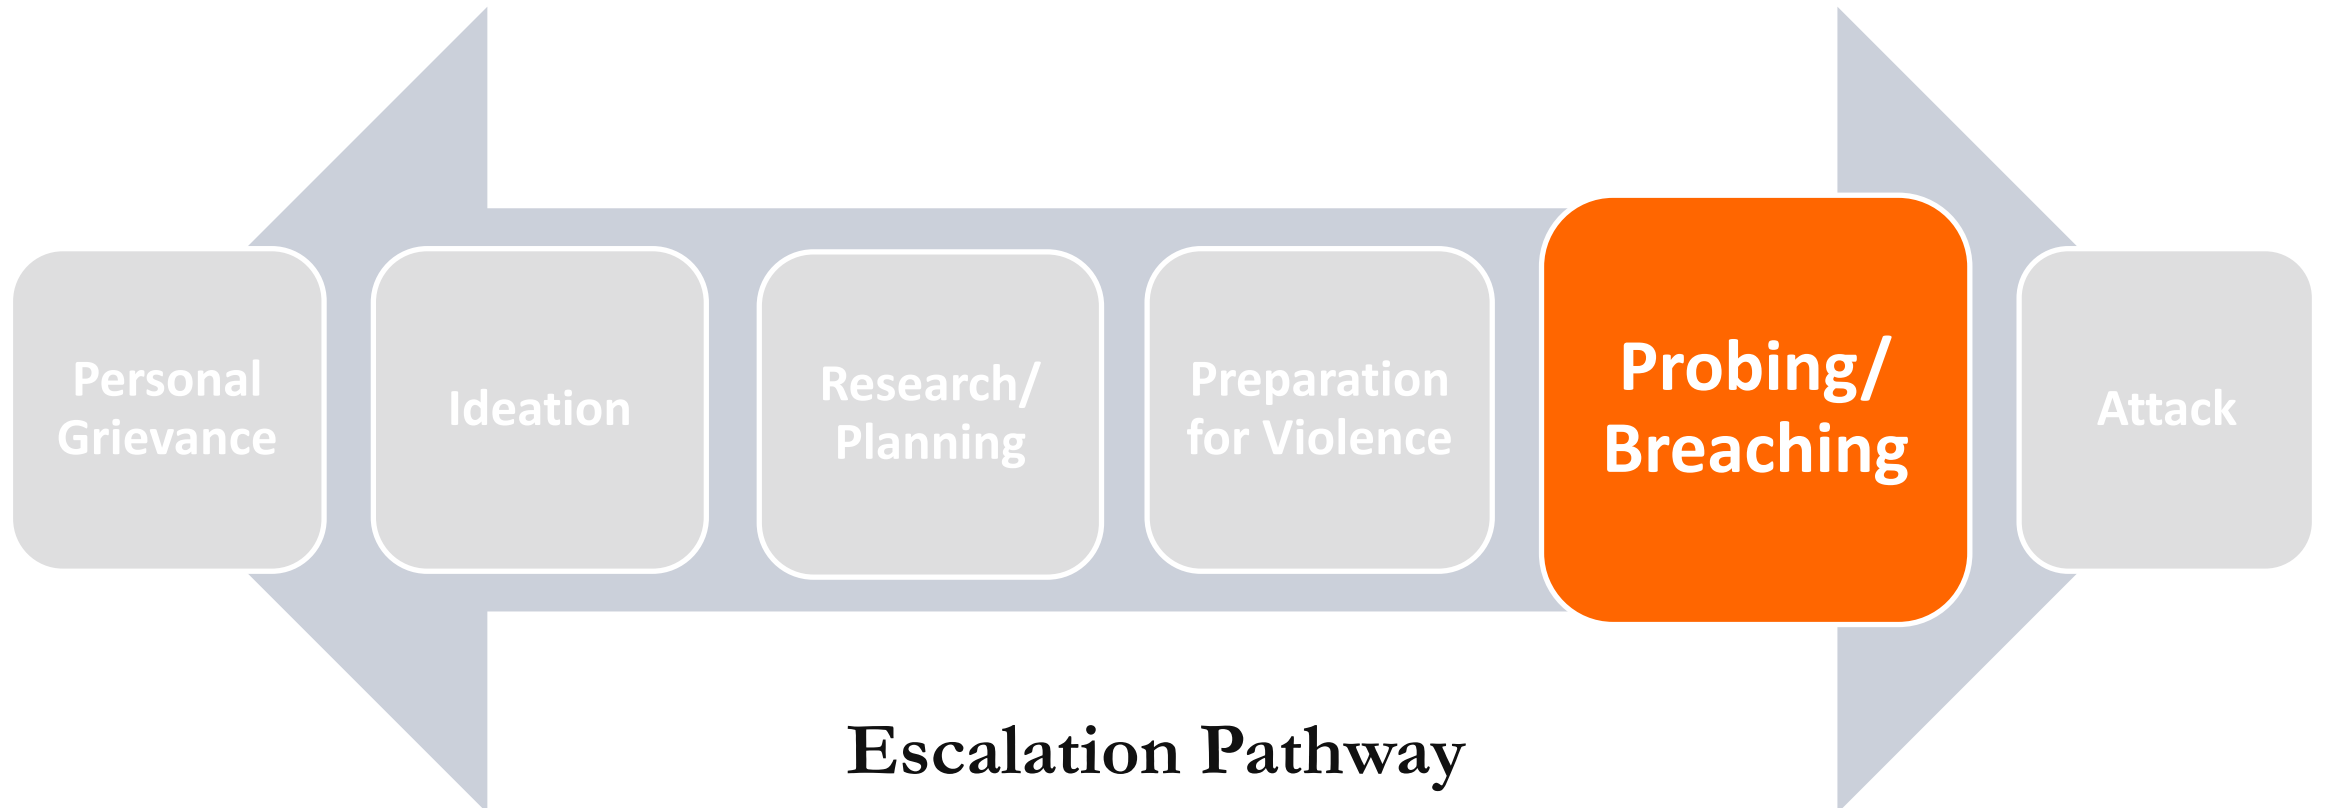 Personal
Grievance
Ideation
Research/
Planning
Preparation
for Violence
Probing/
Breaching
Attack
Escalation Pathway